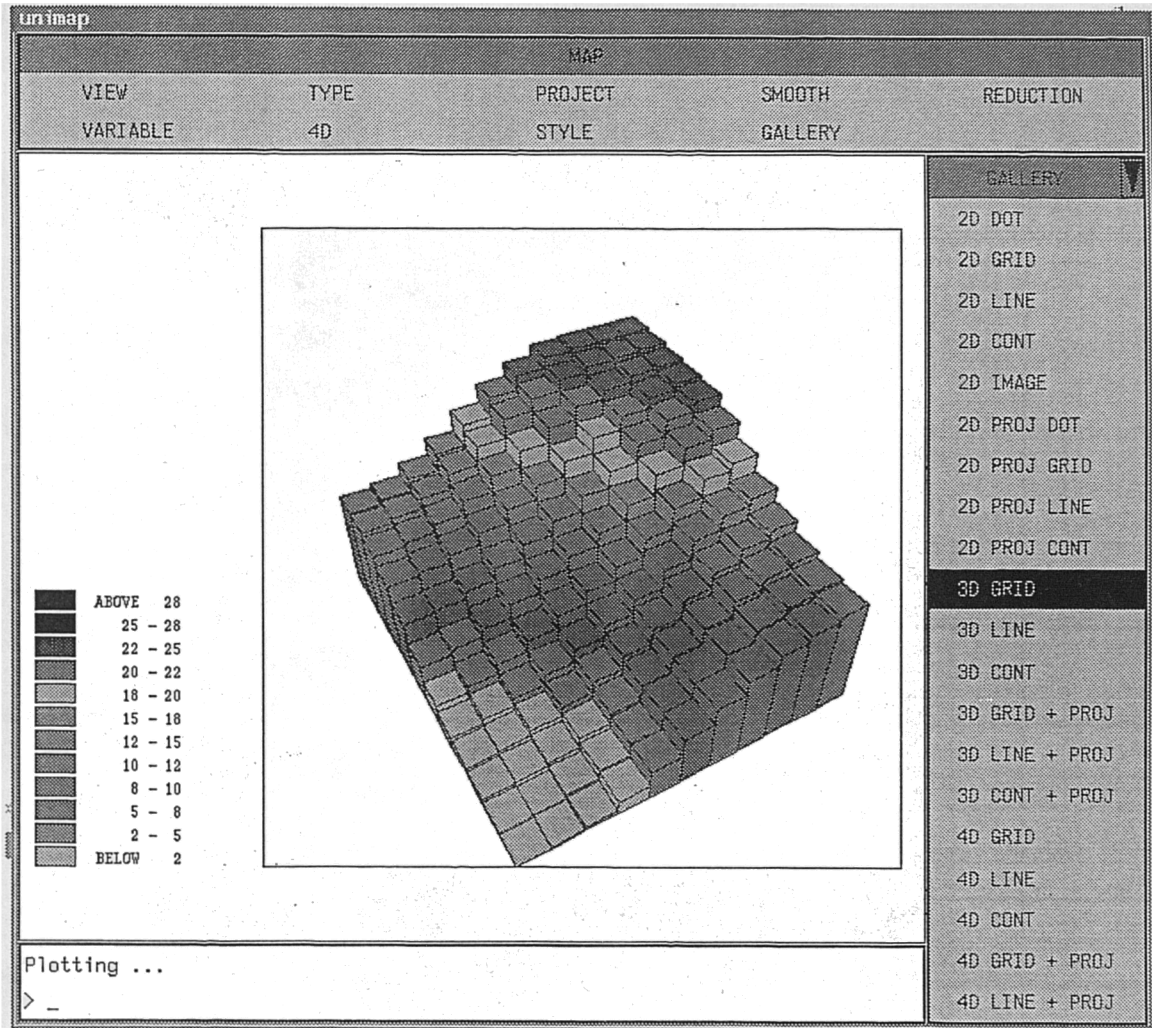 unimap
MAP
VIEW TYPE PROJECT SMOOTH REDUCTION
VARIABLE 4D STYLE GALLERY
GALLERY
2D DOT
2D GRID
2D LINE
2D CONT
2D IMAGE
2D PROJ DOT
2D PROJ GRID
2D PROJ LINE
2D PROJ CONT
3D GRID
3D LINE
3D CONT
3D GRID + PROJ
3D LINE + PROJ
3D CONT + PROJ
4D GRID
4D LINE
4D CONT
4D GRID + PROJ
4D LINE + PROJ
ABOVE 28
25 - 28
22 - 25
20 - 22
18 - 20
15 - 18
12 - 15
10 - 12
8 - 10
5 - 8
2 - 5
BELOW 2
Plotting ...
> _